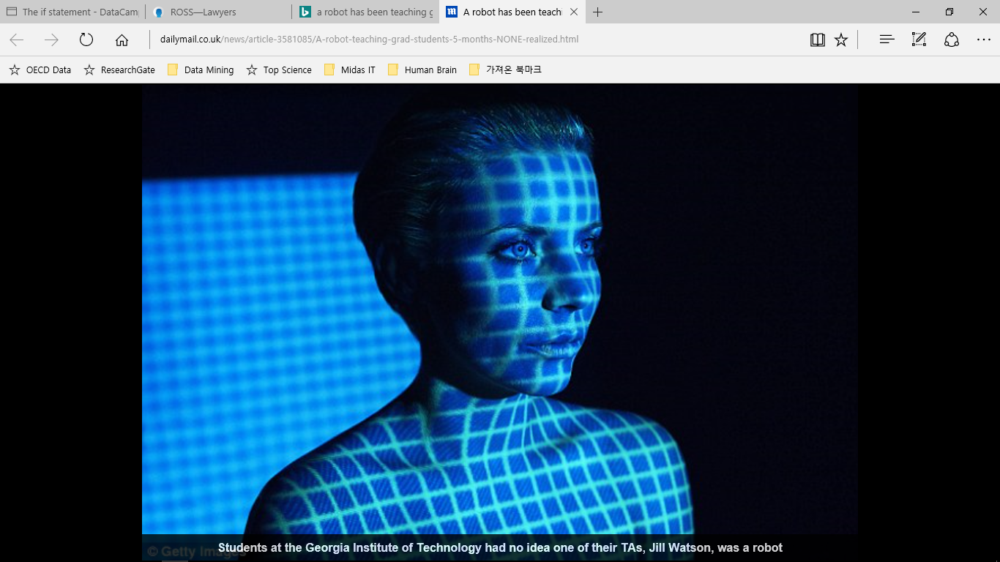 The if statement - DataCam
ROSS—Lawyers
a robot has been teaching g
A robot has been teachi
dailymail.co.uk/news/article-3581085/A-robot-teaching-grad-students-5-months-NONE-realized.html
OECD Data
ResearchGate
Data Mining
Top Science
Midas IT
Human Brain
가져온 북마크
© Getty Images
Students at the Georgia Institute of Technology had no idea one of their TAs, Jill Watson, was a robot